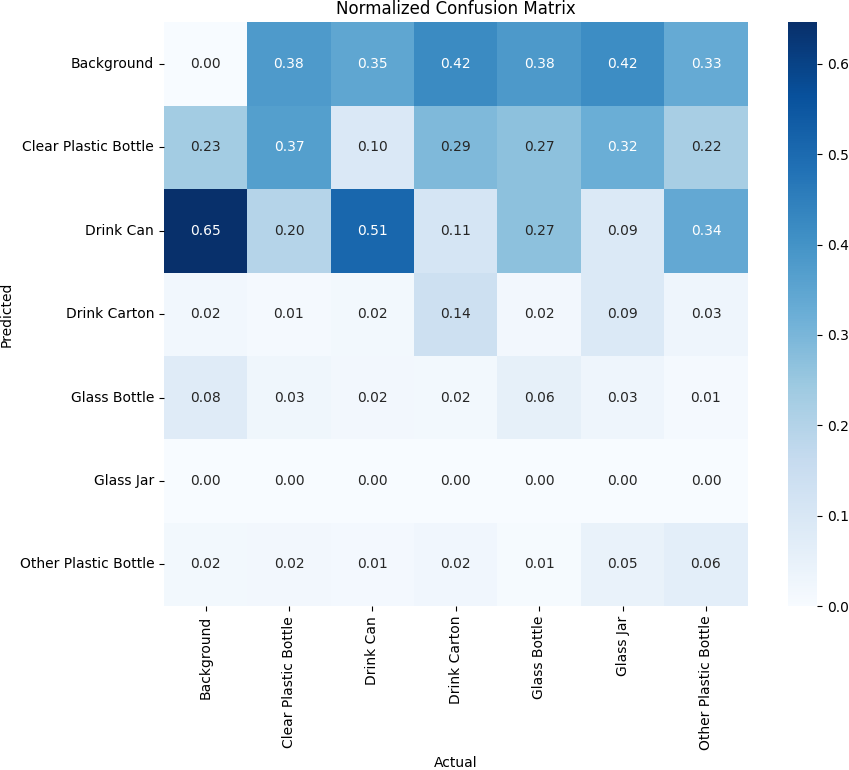 Normalized Confusion Matrix
Background 0.00 0.38 0.35 0.42 0.38 0.42 0.33
Clear Plastic Bottle 0.23 0.37 0.10 0.29 0.27 0.32 0.22
Drink Can 0.65 0.20 0.51 0.11 0.27 0.09 0.34
Drink Carton 0.02 0.01 0.02 0.14 0.02 0.09 0.03
Glass Bottle 0.08 0.03 0.02 0.02 0.06 0.03 0.01
Glass Jar 0.00 0.00 0.00 0.00 0.00 0.00 0.00
Other Plastic Bottle 0.02 0.02 0.01 0.02 0.01 0.05 0.06
Predicted
Background
Clear Plastic Bottle
Drink Can
Drink Carton
Glass Bottle
Glass Jar
Other Plastic Bottle
Actual
0.6
0.5
0.4
0.3
0.2
0.1
0.0